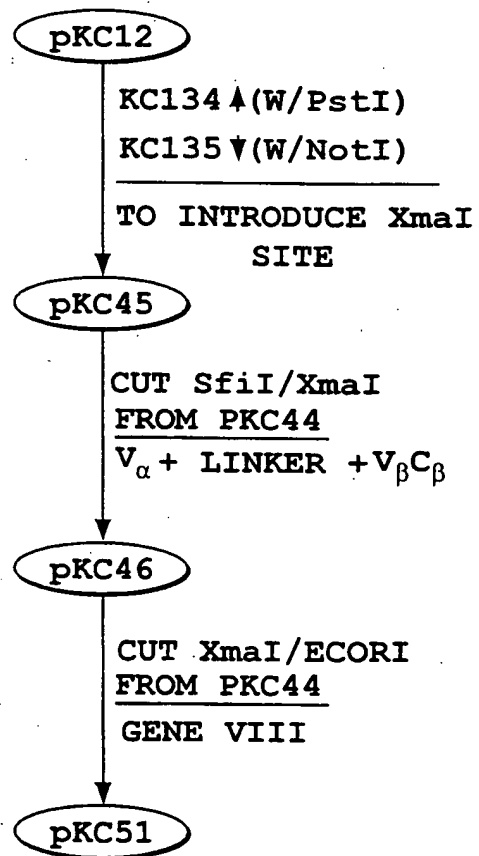 pKC12
KC134 ↑ (W/PstI)
KC135 ↓ (W/NotI)
TO INTRODUCE XmaI
SITE
pKC45
CUT SfiI/XmaI
FROM PKC44
Vα + LINKER +VβCβ
pKC46
CUT XmaI/ECORI
FROM PKC44
GENE VIII
pKC51